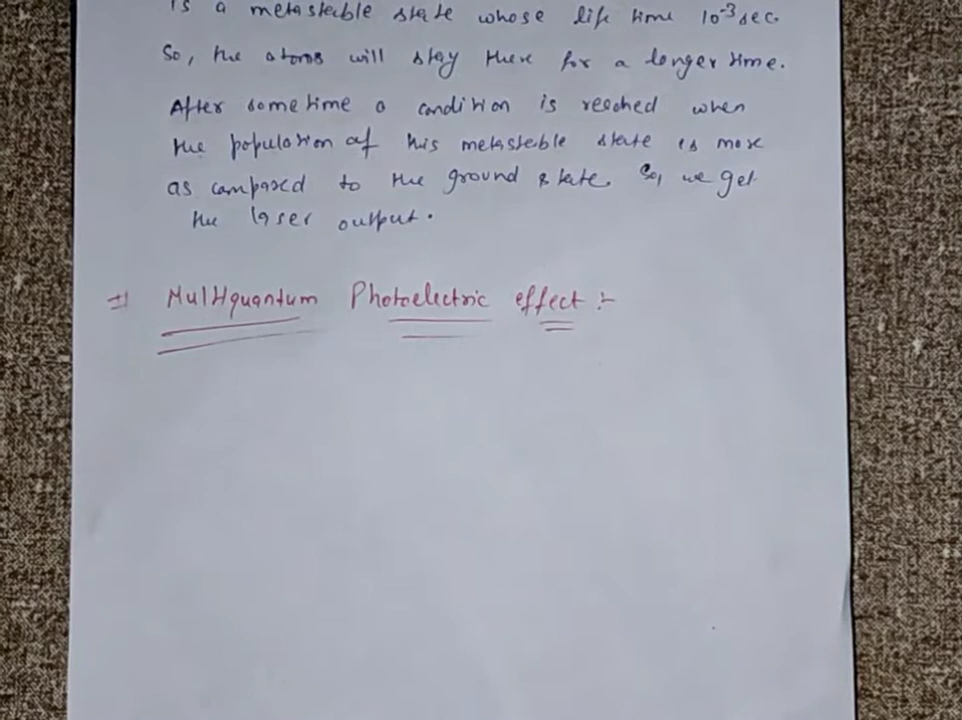 is a metastable state whose life time 10⁻³ sec.
So, the atoms will stay there for a longer time.
After sometime a condition is reached when
the population of this metastable state is more
as compared to the ground state. So, we get
the laser output.
⇒ Multiquantum Photoelectric effect :-